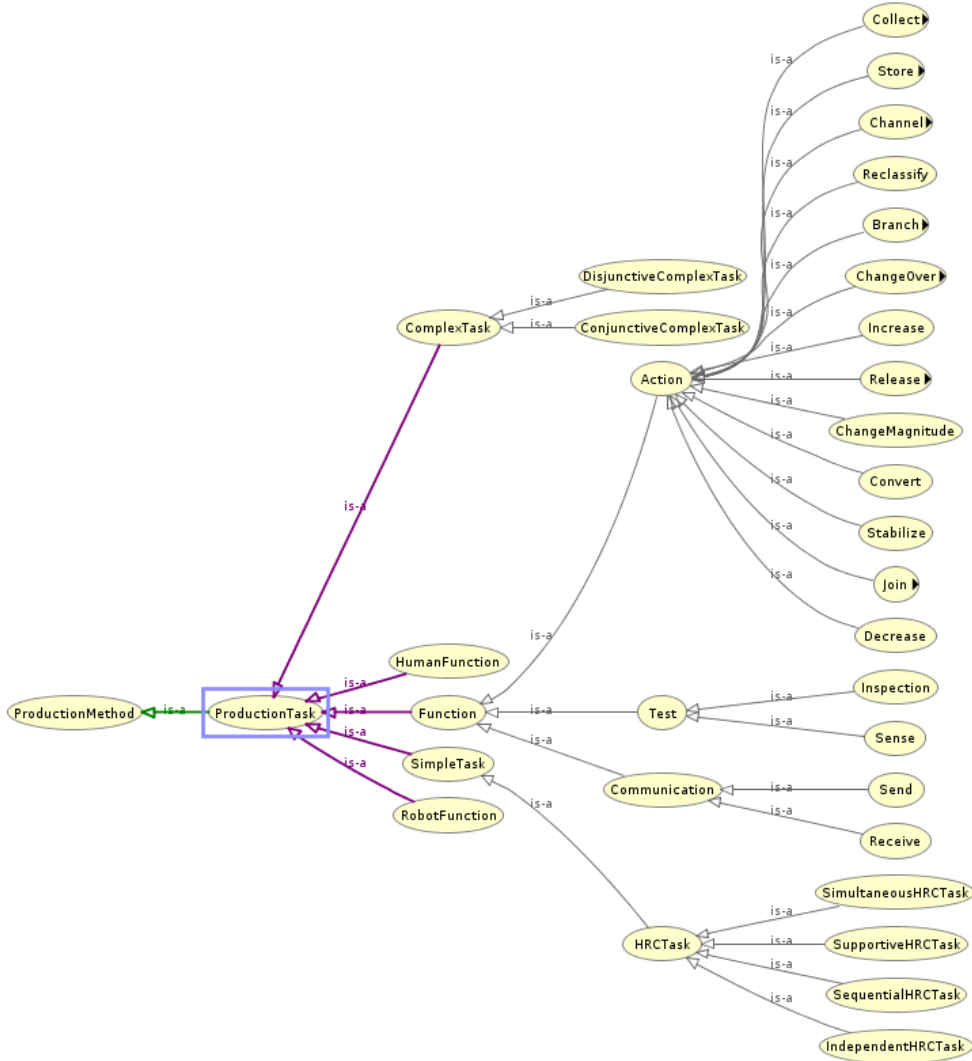 Collect
is-a
Store
is-a
Channel
is-a
Reclassify
is-a
Branch
is-a
DisjunctiveComplexTask
ChangeOver
is-a
is-a
ComplexTask
is-a
ConjunctiveComplexTask
Increase
is-a
Action
is-a
Release
is-a
ChangeMagnitude
is-a
Convert
is-a
is-a
Stabilize
is-a
is-a
Join
Decrease
is-a
HumanFunction
is-a
Inspection
is-a
ProductionMethod
is-a
ProductionTask
is-a
Function
is-a
Test
is-a
is-a
is-a
Sense
SimpleTask
is-a
Communication
is-a
Send
is-a
is-a
RobotFunction
Receive
SimultaneousHRCTask
is-a
HRCTask
is-a
SupportiveHRCTask
is-a
SequentialHRCTask
is-a
IndependentHRCTask